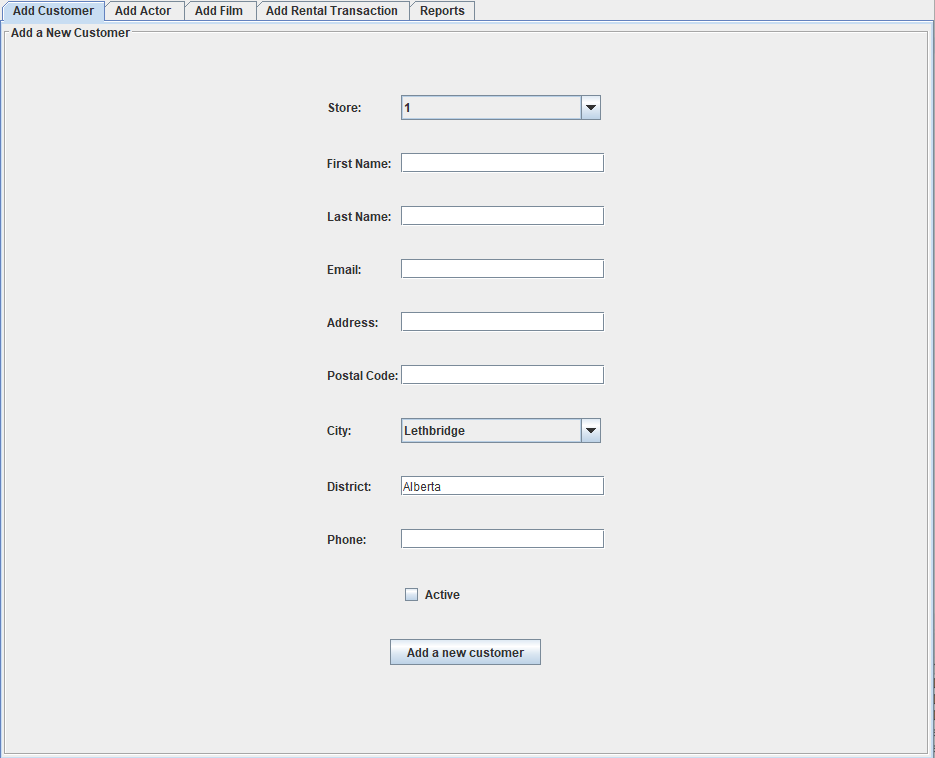 Add Customer Add Actor Add Film Add Rental Transaction Reports
Add a New Customer
Store: 1
First Name:
Last Name:
Email:
Address:
Postal Code:
City: Lethbridge
District: Alberta
Phone:
Active
Add a new customer